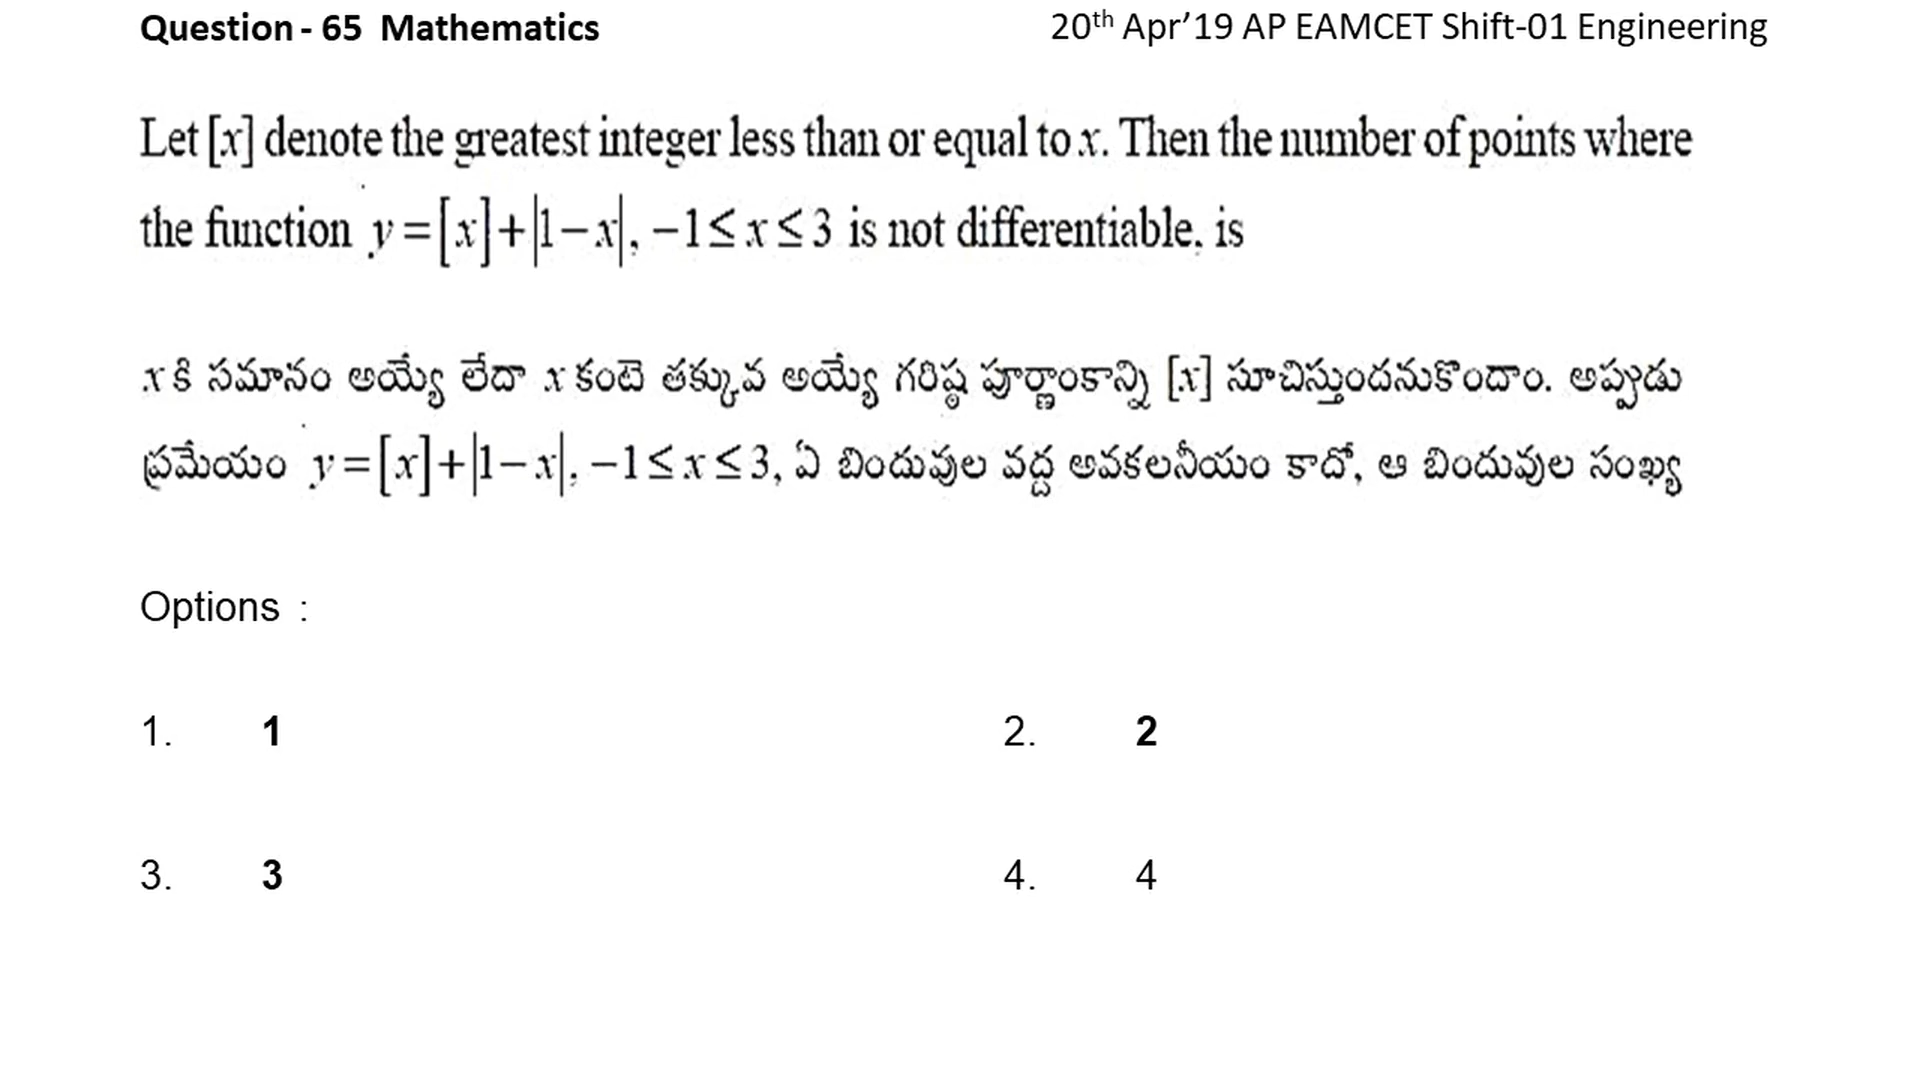 Question - 65 Mathematics
20th Apr'19 AP EAMCET Shift-01 Engineering
Let [x] denote the greatest integer less than or equal to x. Then the number of points where
the function y = [x] + |1 − x|, −1 ≤ x ≤ 3 is not differentiable, is
x కి సమానం అయ్యే లేదా x కంటె తక్కువ అయ్యే గరిష్ఠ పూర్ణాంకాన్ని [x] సూచిస్తుందనుకొందాం. అప్పుడు
ప్రమేయం y = [x] + |1 − x|, −1 ≤ x ≤ 3, ఏ బిందువుల వద్ద అవకలనీయం కాదో, ఆ బిందువుల సంఖ్య
Options :
1. 1
2. 2
3. 3
4. 4